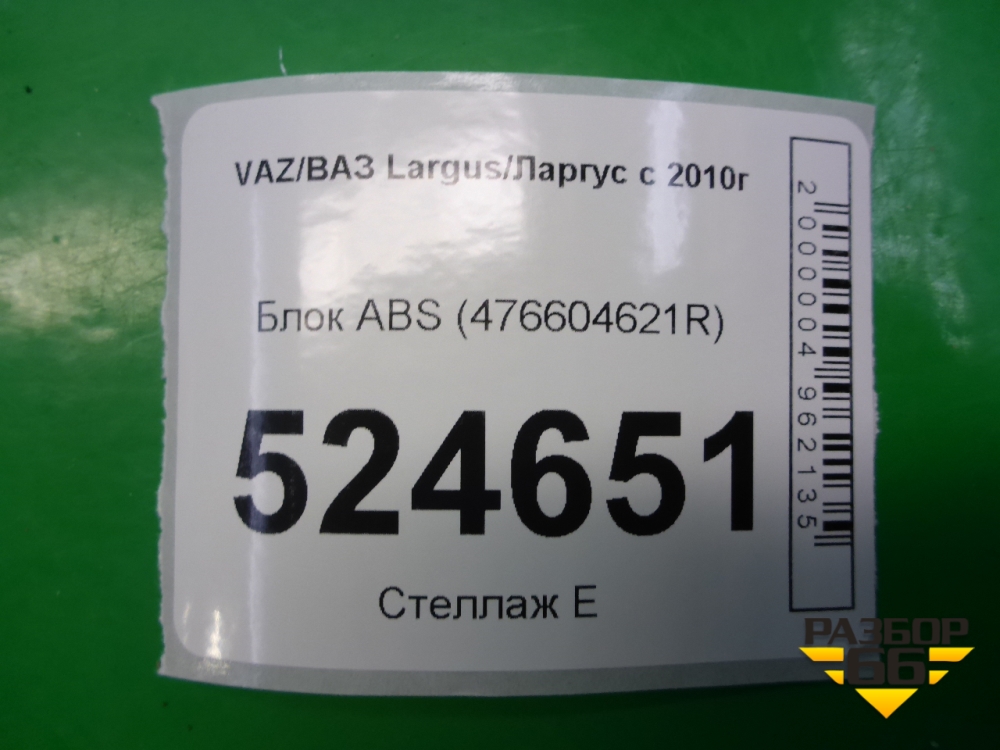 VAZ/ВАЗ Largus/Ларгус с 2010г
Блок ABS (476604621R)
524651
Стеллаж Е
2000004962135
РАЗБОР
66